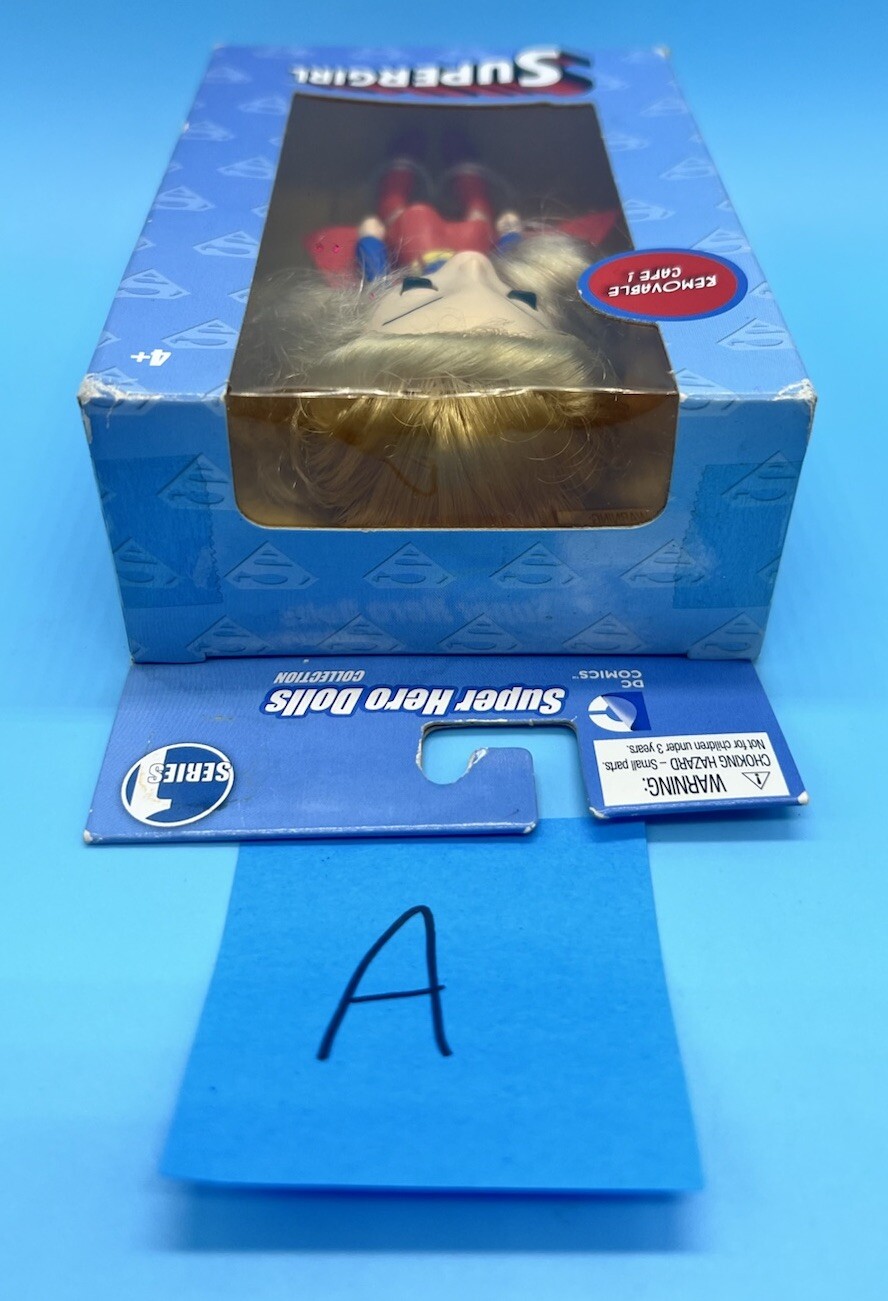 SUPERGIRL
REMOVABLE
CAPE !
4+
Super Hero Dolls
COLLECTION
DC
COMICS™
SERIES
1
WARNING:
CHOKING HAZARD – Small parts.
Not for children under 3 years.
A